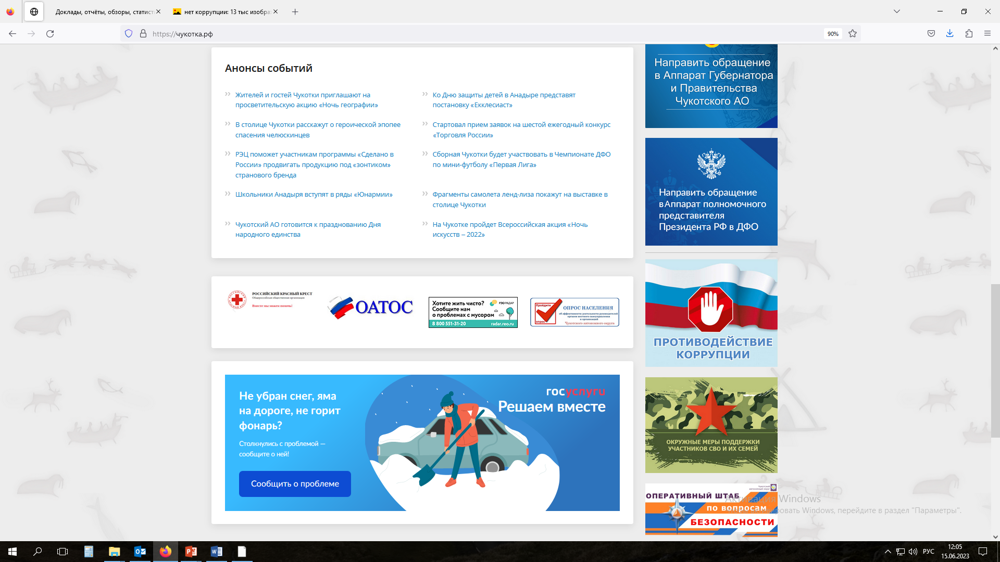 Доклады, отчёты, обзоры, статист
нет коррупции: 13 тыс изображ
https://чукотка.рф
90%
Анонсы событий
Жителей и гостей Чукотки приглашают на
просветительскую акцию «Ночь географии»
Ко Дню защиты детей в Анадыре представят
постановку «Екклесиаст»
В столице Чукотки расскажут о героической эпопее
спасения челюскинцев
Стартовал прием заявок на шестой ежегодный конкурс
«Торговля России»
РЭЦ поможет участникам программы «Сделано в
России» продвигать продукцию под «зонтиком»
странового бренда
Сборная Чукотки будет участвовать в Чемпионате ДФО
по мини-футболу «Первая Лига»
Школьники Анадыря вступят в ряды «Юнармии»
Фрагменты самолета ленд-лиза покажут на выставке в
столице Чукотки
Чукотский АО готовится к празднованию Дня
народного единства
На Чукотке пройдет Всероссийская акция «Ночь
искусств – 2022»
РОССИЙСКИЙ КРАСНЫЙ КРЕСТ
Общероссийская общественная организация
Вместе мы можем помочь!
ОАТОС
Хотите жить чисто?
Сообщите нам
о проблемах с мусором
РЭО РАДАР
8 800 551-31-20
radar.reo.ru
Пройдите
опрос
ОПРОС НАСЕЛЕНИЯ
об эффективности деятельности руководителей
органов местного самоуправления
и организаций
Чукотского автономного округа
Не убран снег, яма
на дороге, не горит
фонарь?
Столкнулись с проблемой —
сообщите о ней!
Сообщить о проблеме
госуслуги
Решаем вместе
Направить обращение
в Аппарат Губернатора
и Правительства
Чукотского АО
Направить обращение
в Аппарат полномочного
представителя
Президента РФ в ДФО
ПРОТИВОДЕЙСТВИЕ
КОРРУПЦИИ
ОКРУЖНЫЕ МЕРЫ ПОДДЕРЖКИ
УЧАСТНИКОВ СВО И ИХ СЕМЕЙ
Чукотский
автономный округ
ОПЕРАТИВНЫЙ ШТАБ
по вопросам
БЕЗОПАСНОСТИ
Активация Windows
ровать Windows, перейдите в раздел "Параметры".
РУС
12:05
15.06.2023